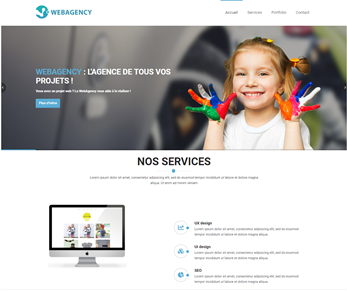 WEBAGENCY
Accueil Services Portfolio Contact
WEBAGENCY : L'AGENCE DE TOUS VOS
PROJETS !
Vous avez un projet web ? La WebAgency vous aide à le réaliser !
Plus d'infos
NOS SERVICES
Lorem ipsum dolor sit amet, consectetur adipiscing elit, sed do eiusmod tempor incididunt ut labore et dolore magna
aliqua. Ut enim ad minim veniam.
UX design
Lorem ipsum dolor sit amet, consectetur adipiscing elit, sed do eiusmod
tempor incididunt ut labore et dolore magna aliqua.
UI design
Lorem ipsum dolor sit amet, consectetur adipiscing elit, sed do eiusmod
tempor incididunt ut labore et dolore magna aliqua.
SEO
Lorem ipsum dolor sit amet, consectetur adipiscing elit, sed do eiusmod
tempor incididunt ut labore et dolore magna aliqua.